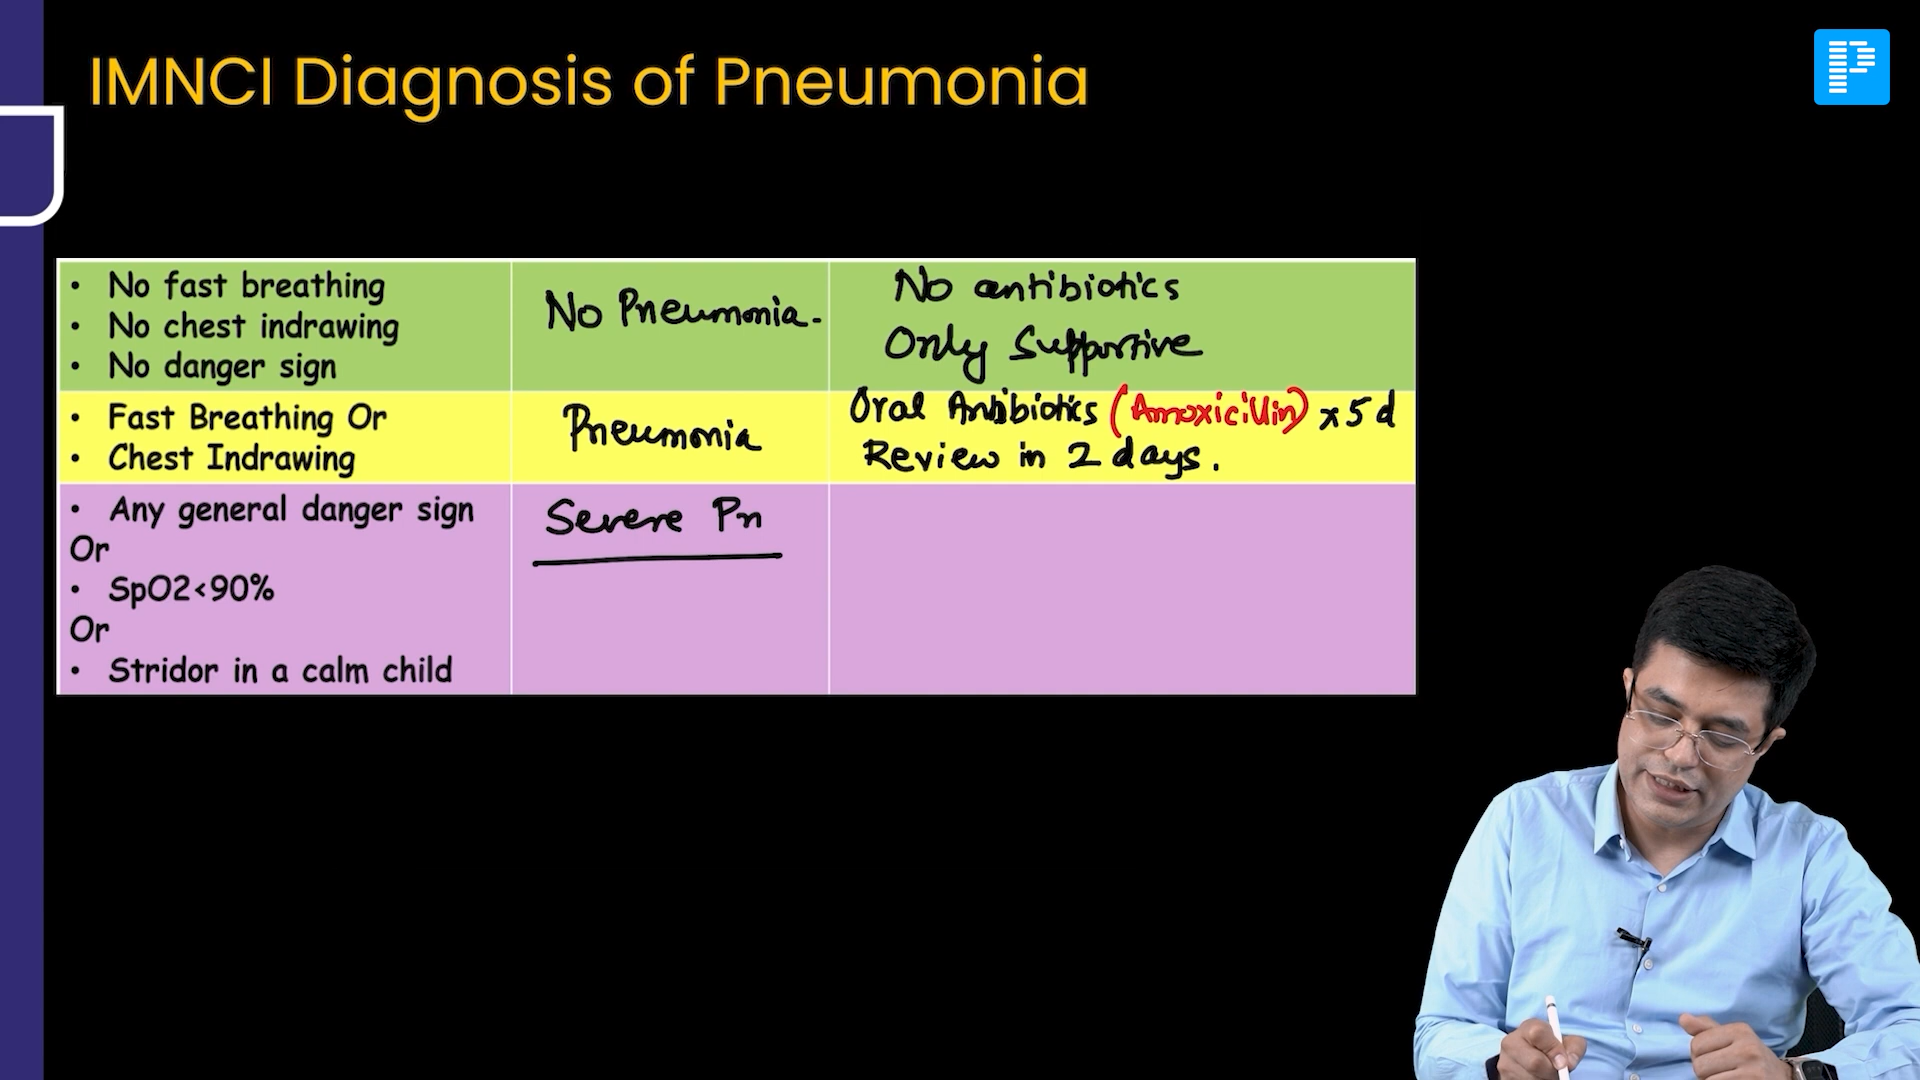 IMNCI Diagnosis of Pneumonia
• No fast breathing
• No chest indrawing
• No danger sign
No Pneumonia.
No antibiotics
Only Supportive
• Fast Breathing Or
• Chest Indrawing
Pneumonia
Oral Antibiotics (Amoxicillin) x 5 d
Review in 2 days.
• Any general danger sign
Or
• SpO2<90%
Or
• Stridor in a calm child
Severe Pn